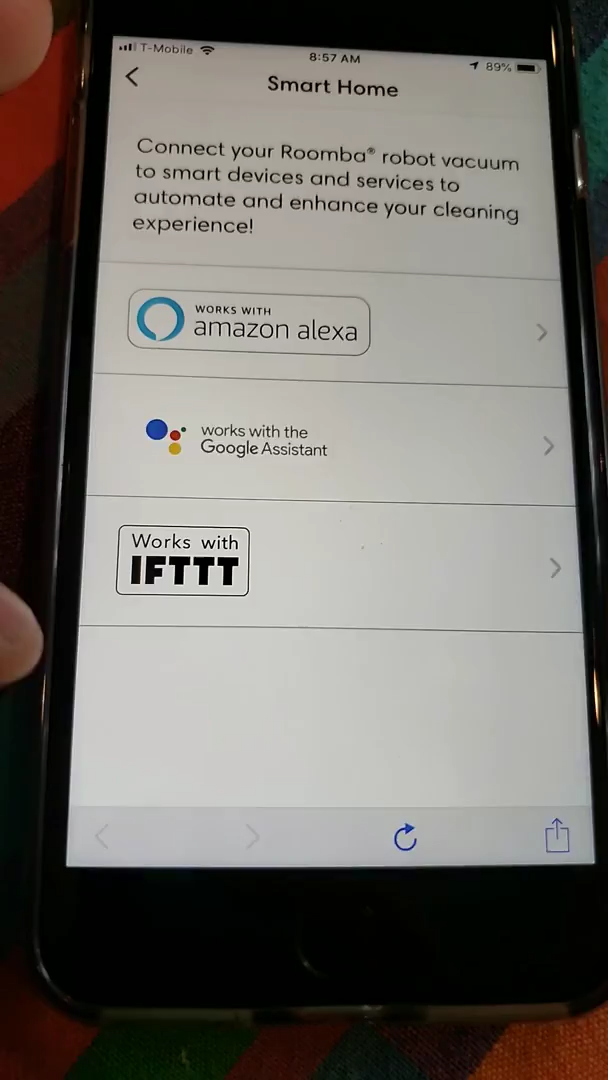 T-Mobile
8:57 AM
89%
Smart Home
Connect your Roomba® robot vacuum
to smart devices and services to
automate and enhance your cleaning
experience!
WORKS WITH
amazon alexa
works with the
Google Assistant
Works with
IFTTT